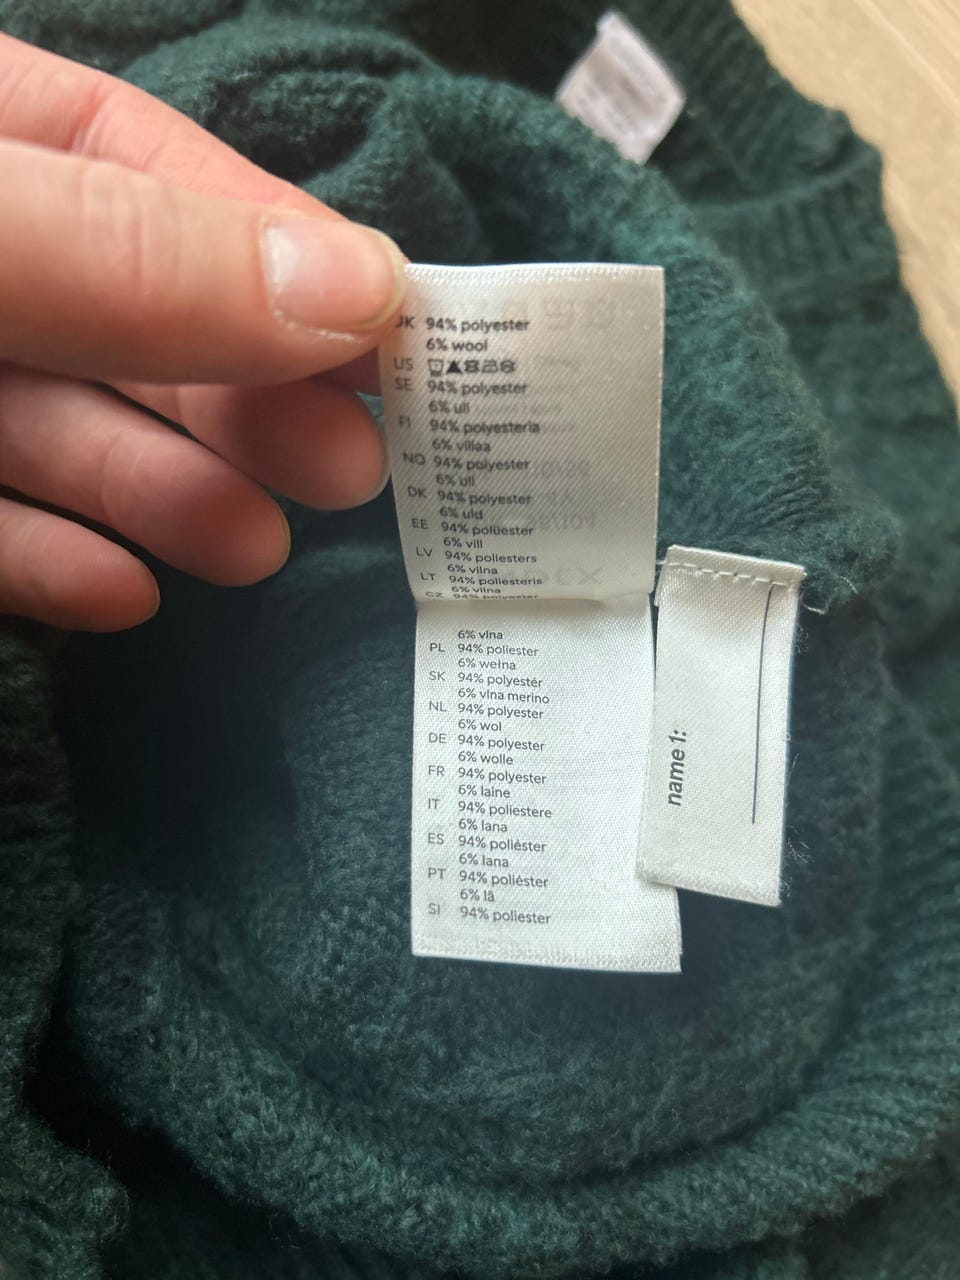 UK 94% polyester
6% wool
US
SE 94% polyester
6% ull
FI 94% polyesteria
6% villaa
NO 94% polyester
6% ull
DK 94% polyester
6% uld
EE 94% polüester
6% vill
LV 94% poliesters
6% vilna
LT 94% poliesteris
6% vilna
CZ 94% polyester
6% vlna
PL 94% poliester
6% wełna
SK 94% polyestér
6% vlna merino
NL 94% polyester
6% wol
DE 94% polyester
6% wolle
FR 94% polyester
6% laine
IT 94% poliestere
6% lana
ES 94% poliéster
6% lana
PT 94% poliéster
6% lã
SI 94% poliester
name 1: